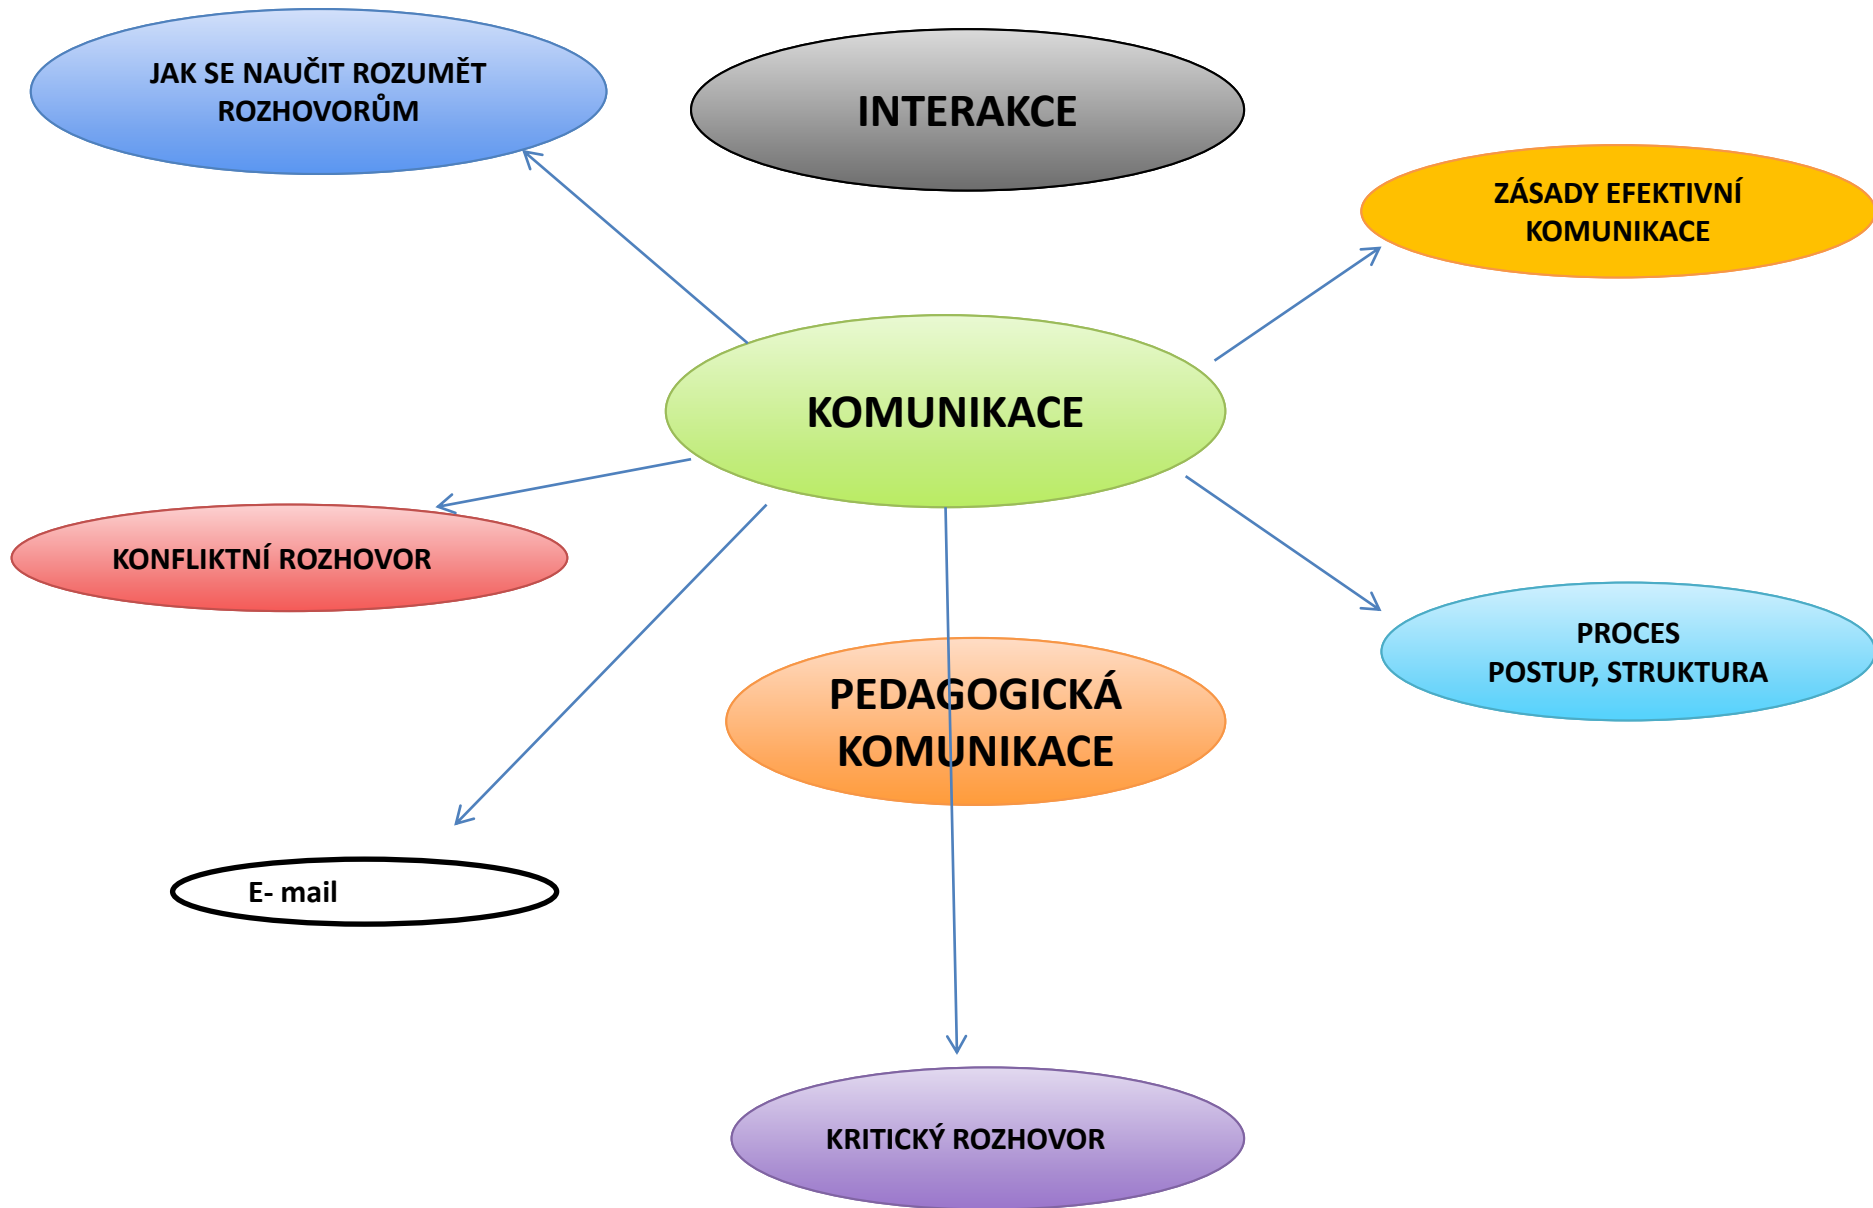 JAK SE NAUČIT ROZUMĚT
ROZHOVORŮM
INTERAKCE
ZÁSADY EFEKTIVNÍ
KOMUNIKACE
KOMUNIKACE
KONFLIKTNÍ ROZHOVOR
PROCES
POSTUP, STRUKTURA
PEDAGOGICKÁ
KOMUNIKACE
E- mail
KRITICKÝ ROZHOVOR